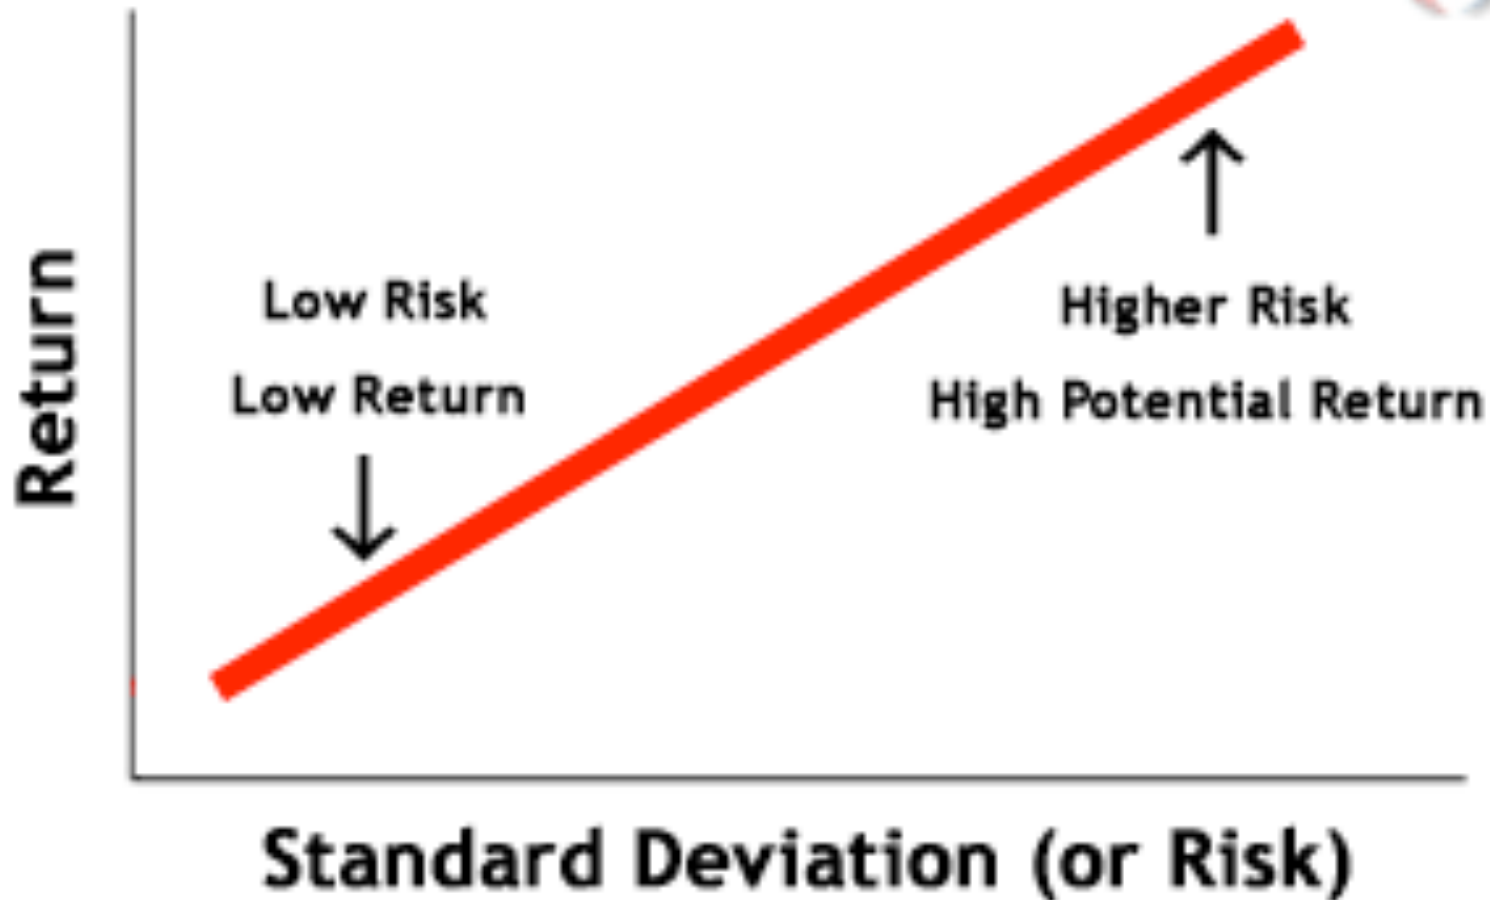 Return
Low Risk
Low Return
Higher Risk
High Potential Return
Standard Deviation (or Risk)